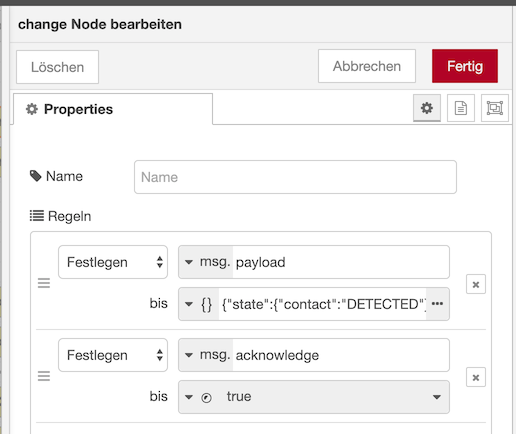 change Node bearbeiten
Löschen
Abbrechen
Fertig
Properties
Name
Name
Regeln
Festlegen
msg. payload
bis
{} {"state":{"contact":"DETECTED"}
Festlegen
msg. acknowledge
bis
true